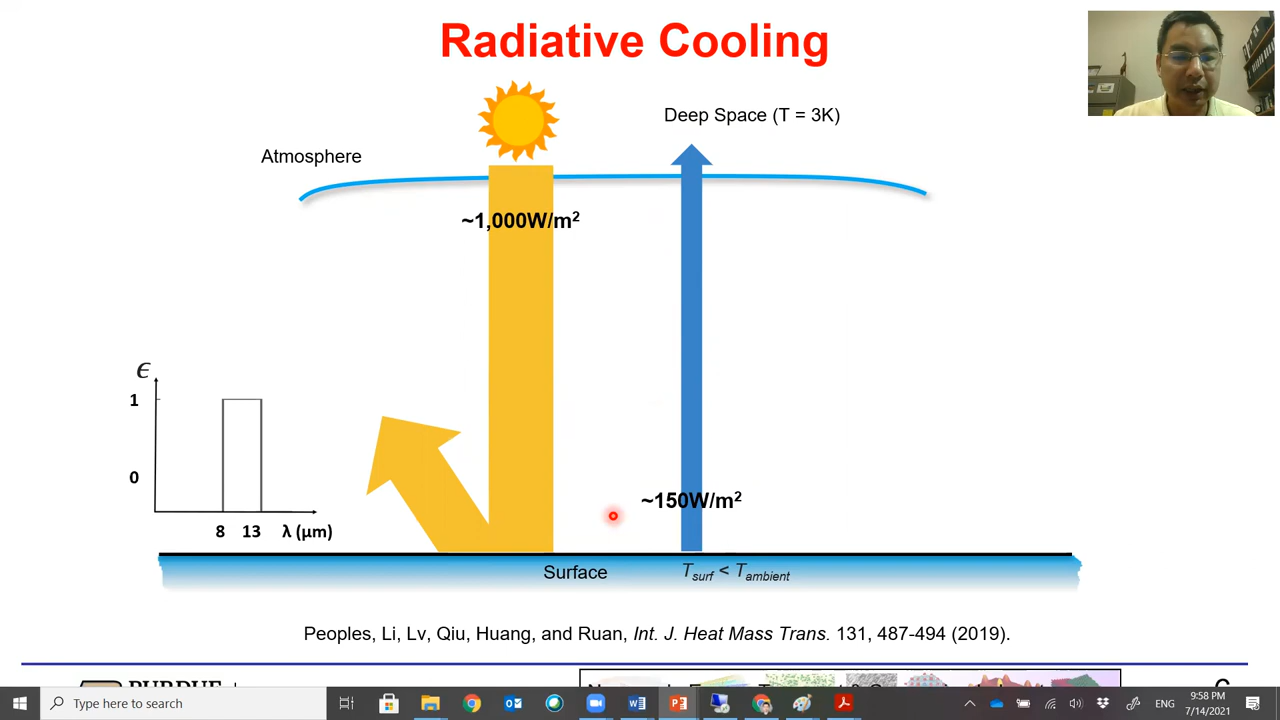 Radiative Cooling
Deep Space (T = 3K)
Atmosphere
~1,000W/m²
ϵ
1
0
8 13 λ (μm)
~150W/m²
Surface
T_surf < T_ambient
Peoples, Li, Lv, Qiu, Huang, and Ruan, Int. J. Heat Mass Trans. 131, 487-494 (2019).
PURDUE
Type here to search
ENG
9:58 PM
7/14/2021